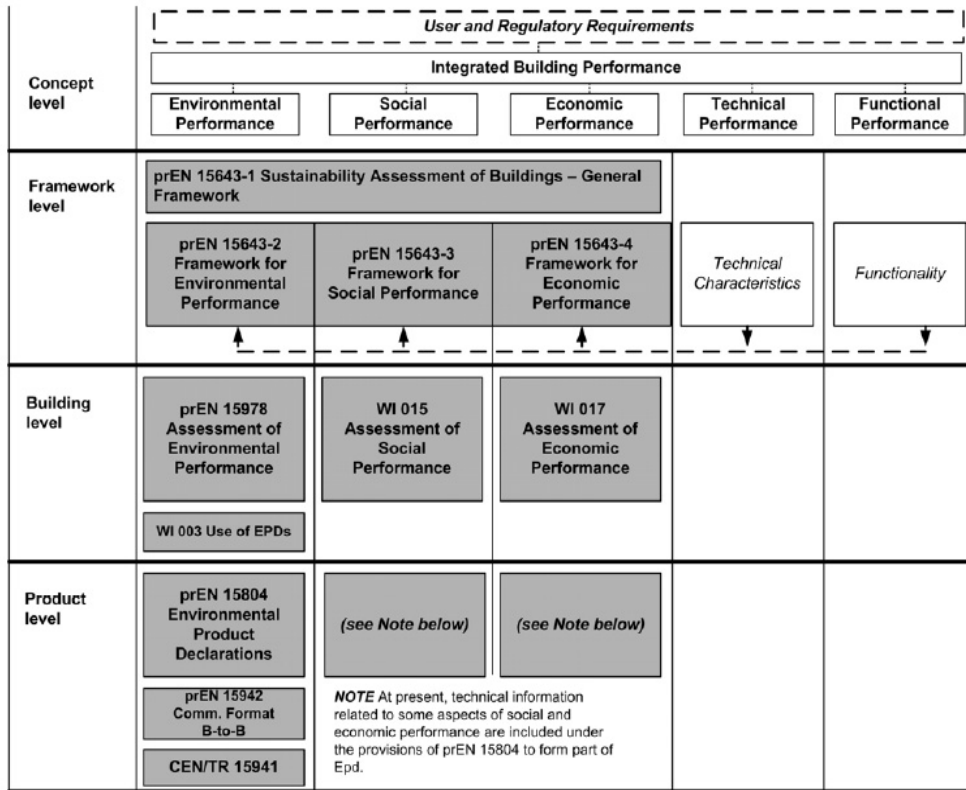 User and Regulatory Requirements
Concept
level
Integrated Building Performance
Environmental
Performance
Social
Performance
Economic
Performance
Technical
Performance
Functional
Performance
Framework
level
prEN 15643-1 Sustainability Assessment of Buildings – General
Framework
prEN 15643-2
Framework for
Environmental
Performance
prEN 15643-3
Framework for
Social Performance
prEN 15643-4
Framework for
Economic
Performance
Technical
Characteristics
Functionality
Building
level
prEN 15978
Assessment of
Environmental
Performance
WI 015
Assessment of
Social
Performance
WI 017
Assessment of
Economic
Performance
WI 003 Use of EPDs
Product
level
prEN 15804
Environmental
Product
Declarations
(see Note below)
(see Note below)
prEN 15942
Comm. Format
B-to-B
CEN/TR 15941
NOTE At present, technical information
related to some aspects of social and
economic performance are included under
the provisions of prEN 15804 to form part of
Epd.